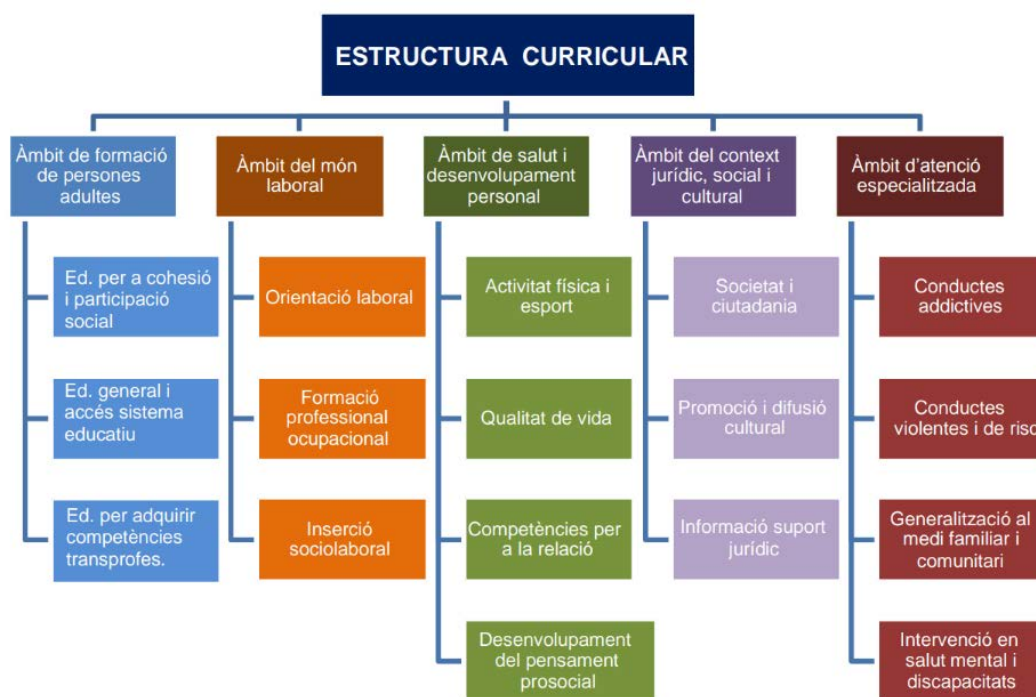 ESTRUCTURA CURRICULAR
Àmbit de formació
de persones
adultes
Àmbit del món
laboral
Àmbit de salut i
desenvolupament
personal
Àmbit del context
jurídic, social i
cultural
Àmbit d'atenció
especialitzada
Ed. per a cohesió
i participació
social
Ed. general i
accés sistema
educatiu
Ed. per adquirir
competències
transprofes.
Orientació laboral
Formació
professional
ocupacional
Inserció
sociolaboral
Activitat física i
esport
Qualitat de vida
Competències per
a la relació
Desenvolupament
del pensament
prosocial
Societat i
ciutadania
Promoció i difusió
cultural
Informació suport
jurídic
Conductes
addictives
Conductes
violentes i de risc
Generalització al
medi familiar i
comunitari
Intervenció en
salut mental i
discapacitats